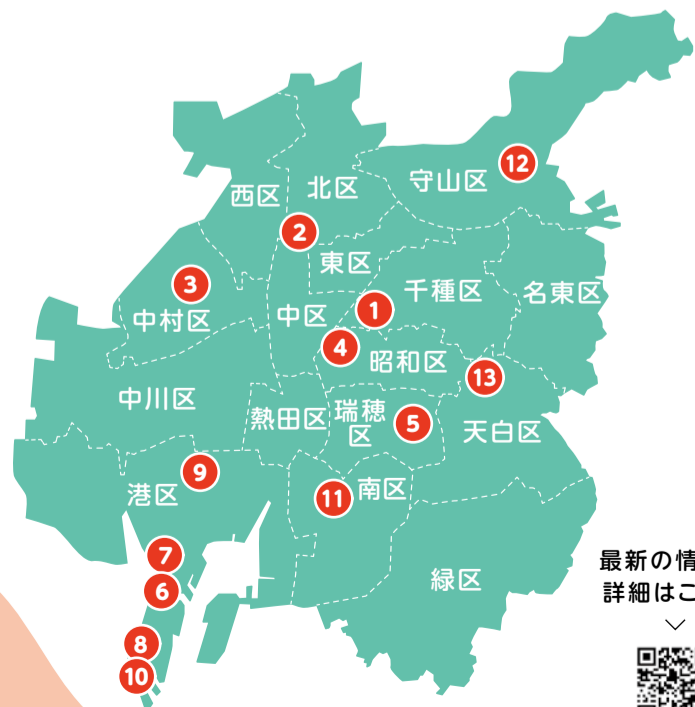 12
守山区
北区
西区
2
東区
3
千種区
名東区
1
中区
中村区
4
昭和区
13
中川区
熱田区
瑞穂
区
5
天白区
9
港区
11
南区
7
6
緑区
8
10
最新の情
詳細はこ